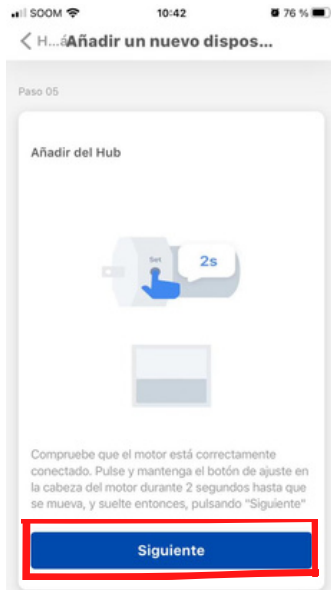 SOOM 10:42 76 %
H...á Añadir un nuevo dispos...
Paso 05
Añadir del Hub
Set
2s
Compruebe que el motor está correctamente
conectado. Pulse y mantenga el botón de ajuste en
la cabeza del motor durante 2 segundos hasta que
se mueva, y suelte entonces, pulsando "Siguiente"
Siguiente